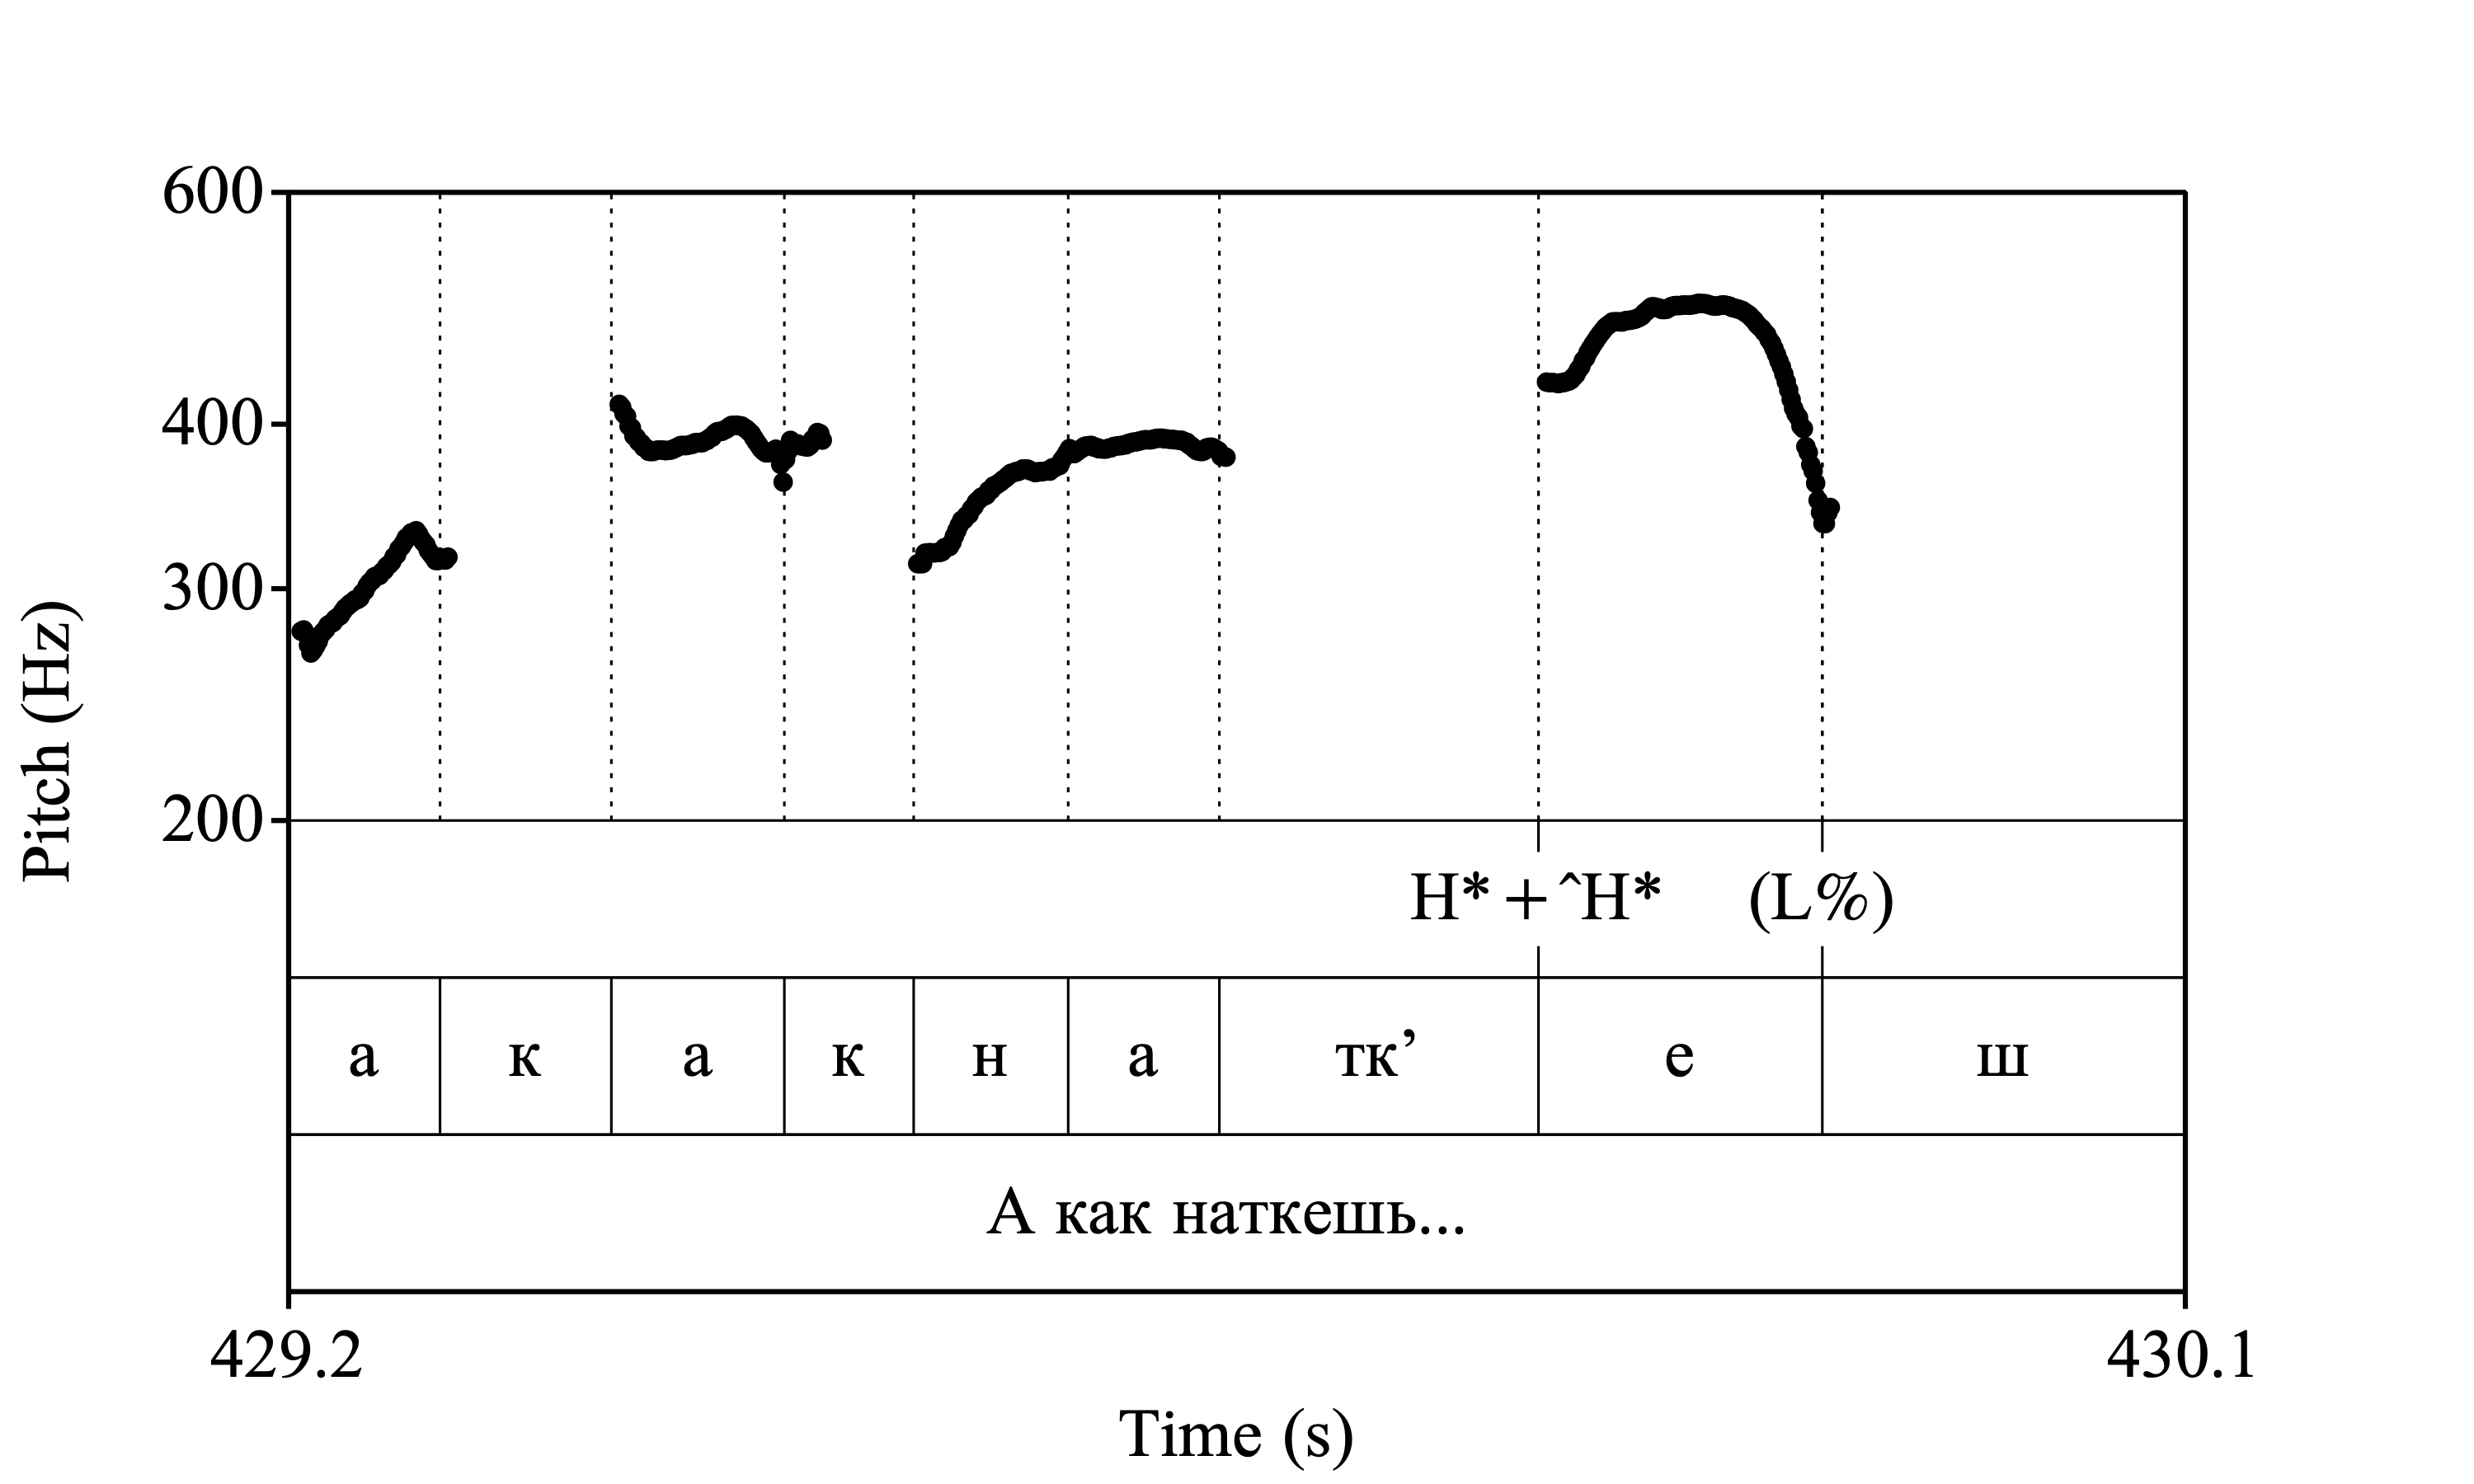 600
400
300
200
Pitch (Hz)
H* + ^H* (L%)
а к а к н а тк’ е ш
А как наткешь...
429.2 430.1
Time (s)